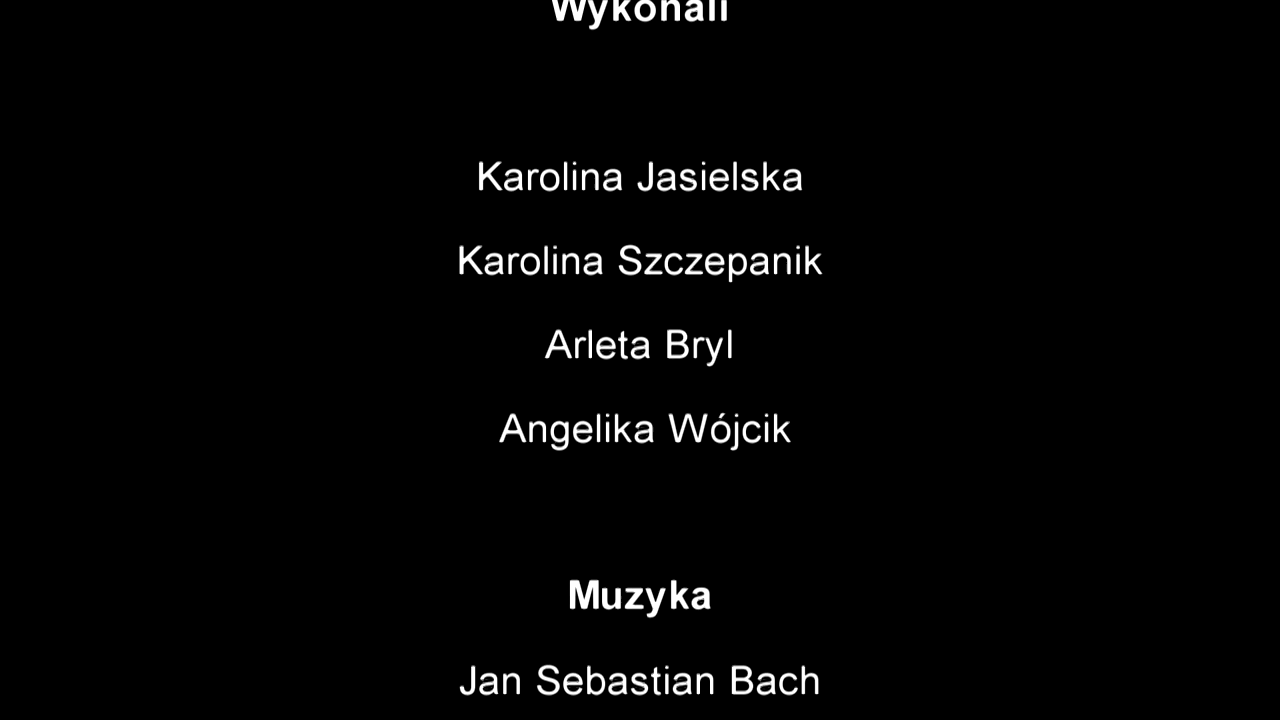 Wykonali
Karolina Jasielska
Karolina Szczepanik
Arleta Bryl
Angelika Wójcik
Muzyka
Jan Sebastian Bach